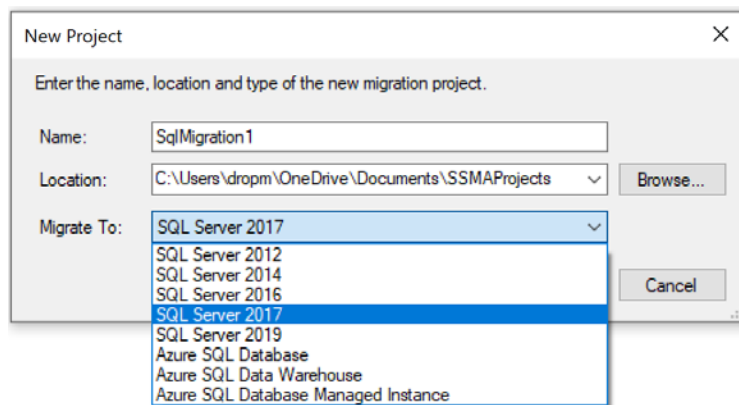 New Project
Enter the name, location and type of the new migration project.
Name: SqlMigration1
Location: C:\Users\dropm\OneDrive\Documents\SSMAProjects Browse...
Migrate To: SQL Server 2017
SQL Server 2012
SQL Server 2014
SQL Server 2016
SQL Server 2017
SQL Server 2019
Azure SQL Database
Azure SQL Data Warehouse
Azure SQL Database Managed Instance
Cancel